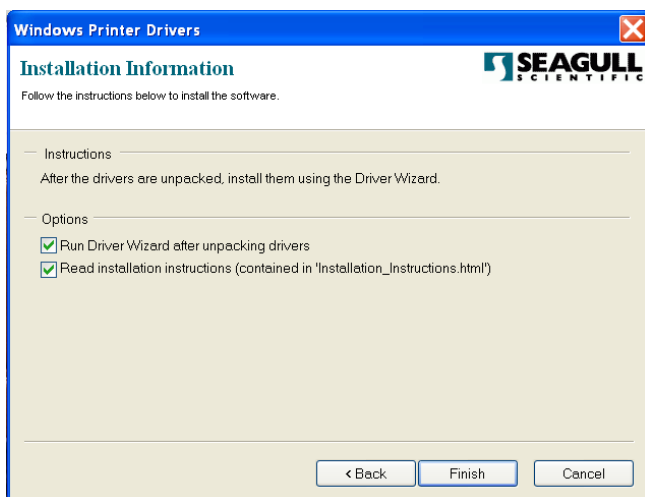 Windows Printer Drivers
Installation Information
SEAGULL
SCIENTIFIC
Follow the instructions below to install the software.
Instructions
After the drivers are unpacked, install them using the Driver Wizard.
Options
Run Driver Wizard after unpacking drivers
Read installation instructions (contained in 'Installation_Instructions.html')
< Back
Finish
Cancel